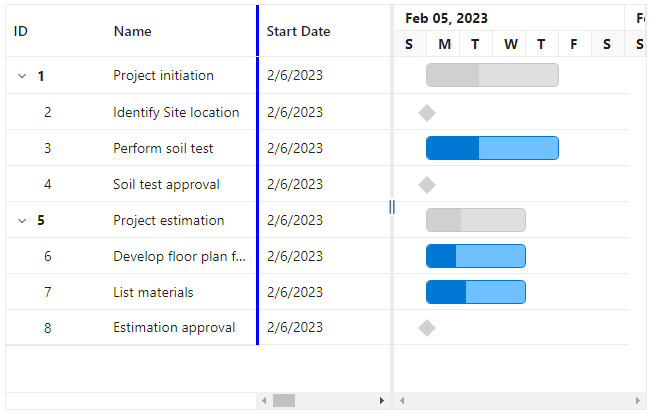 ID Name Start Date Feb 05, 2023
S M T W T F S S
1 Project initiation 2/6/2023
2 Identify Site location 2/6/2023
3 Perform soil test 2/6/2023
4 Soil test approval 2/6/2023
5 Project estimation 2/6/2023
6 Develop floor plan f... 2/6/2023
7 List materials 2/6/2023
8 Estimation approval 2/6/2023